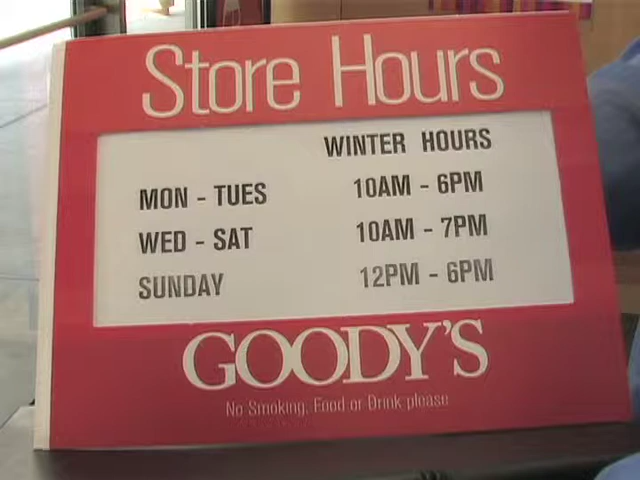 Store Hours
WINTER HOURS
MON - TUES 10AM - 6PM
WED - SAT 10AM - 7PM
SUNDAY 12PM - 6PM
GOODY'S
No Smoking, Food or Drink please